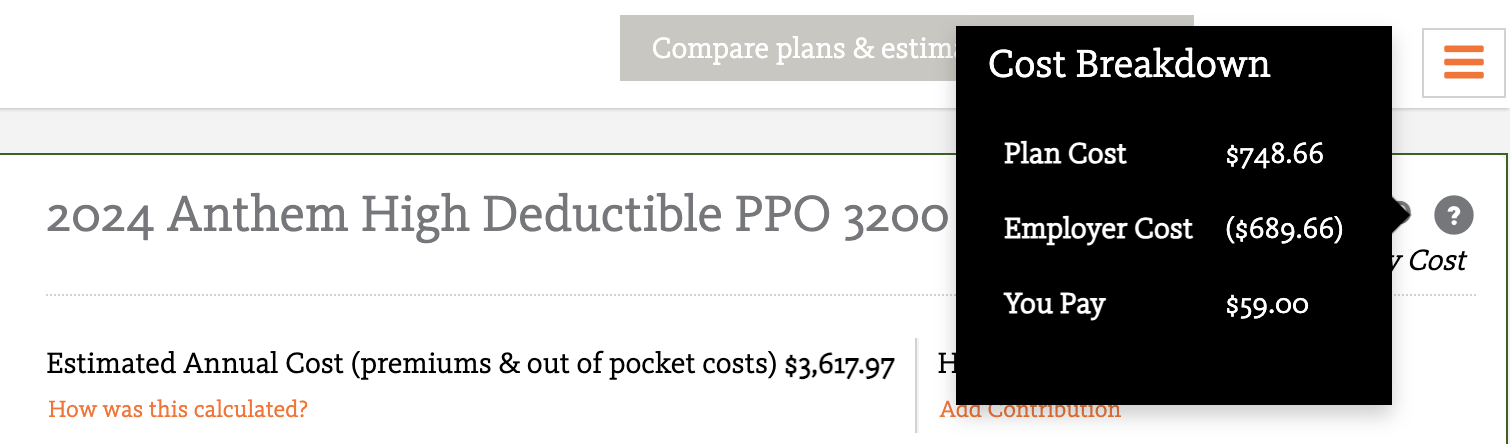 Compare plans & estim
Cost Breakdown
Plan Cost $748.66
Employer Cost ($689.66)
You Pay $59.00
2024 Anthem High Deductible PPO 3200
?
y Cost
Estimated Annual Cost (premiums & out of pocket costs) $3,617.97
How was this calculated?
H
Add Contribution